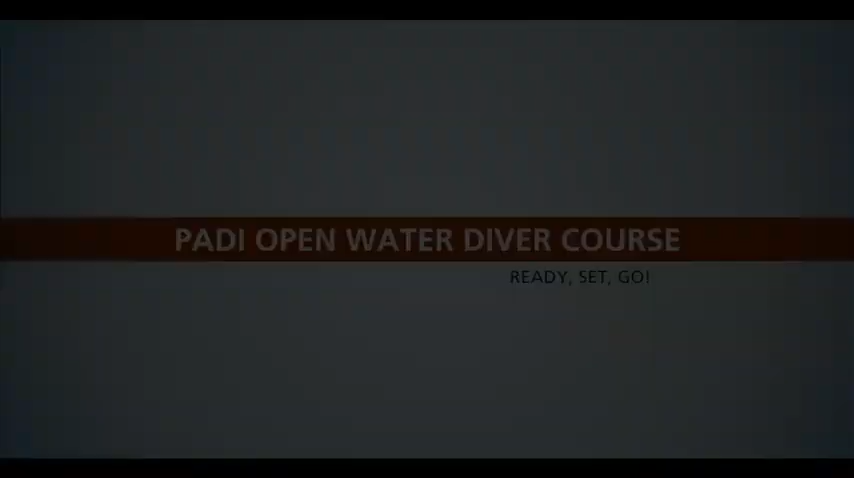 PADI OPEN WATER DIVER COURSE
READY, SET, GO!